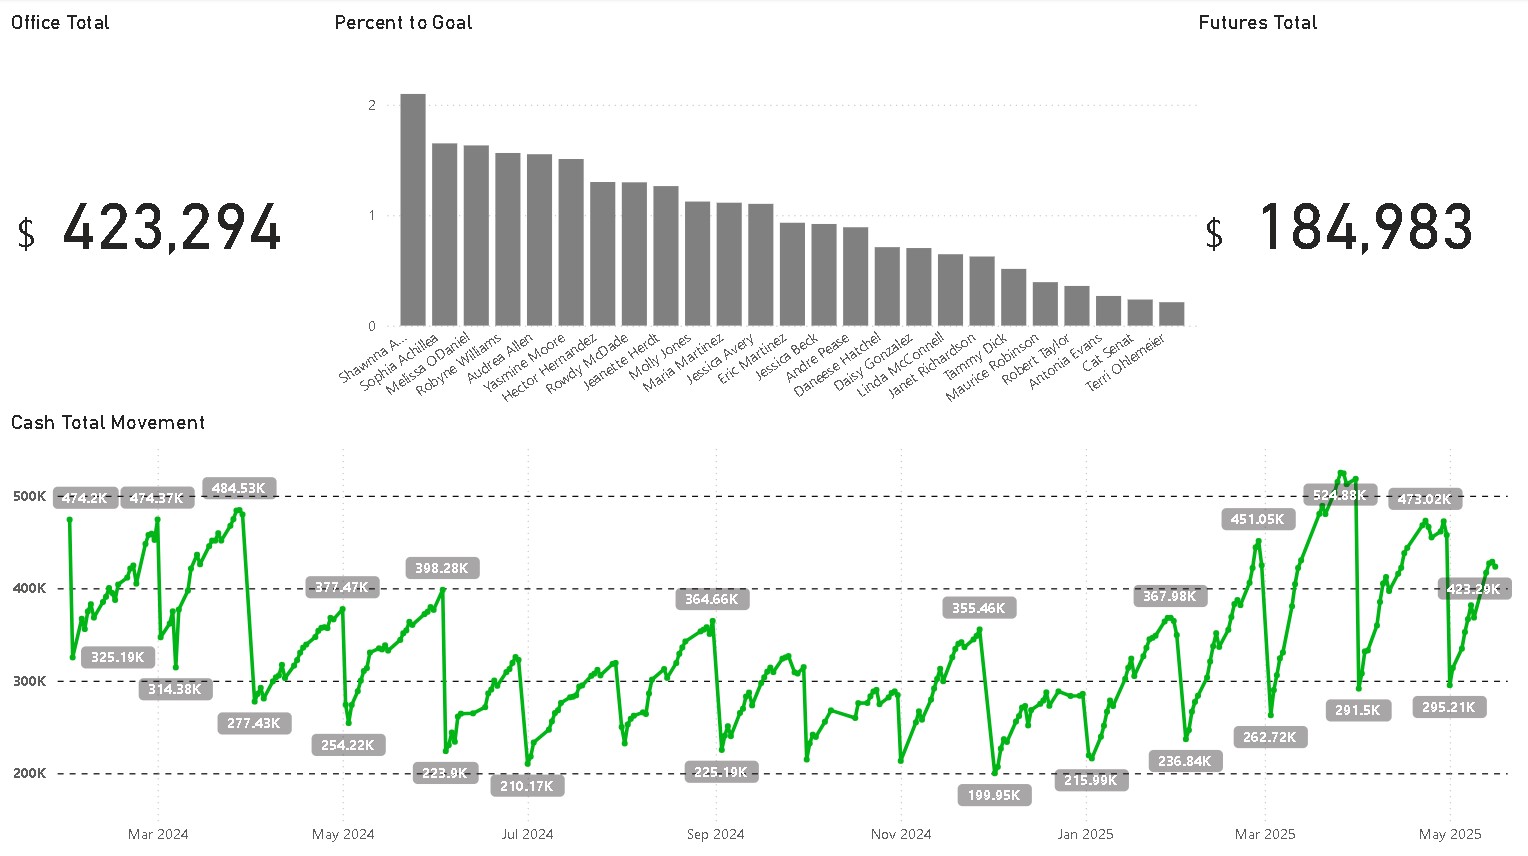 Office Total
Percent to Goal
Futures Total
2
1
0
$ 423,294
$ 184,983
Shawna A...
Sophia Achillea
Melissa ODaniel
Robyne Williams
Audrea Allen
Yasmine Moore
Hector Hernandez
Rowdy McDade
Jeanette Herdt
Molly Jones
Maria Martinez
Jessica Avery
Eric Martinez
Jessica Beck
Andre Pease
Daneese Hatchel
Daisy Gonzalez
Linda McConnell
Janet Richardson
Tammy Dick
Maurice Robinson
Robert Taylor
Antonia Evans
Cat Senat
Terri Ohlemeier
Cash Total Movement
500K
400K
300K
200K
474.2K
325.19K
474.37K
314.38K
484.53K
277.43K
377.47K
254.22K
398.28K
223.9K
210.17K
364.66K
225.19K
355.46K
199.95K
215.99K
367.98K
236.84K
451.05K
262.72K
524.88K
291.5K
473.02K
295.21K
423.29K
Mar 2024
May 2024
Jul 2024
Sep 2024
Nov 2024
Jan 2025
Mar 2025
May 2025